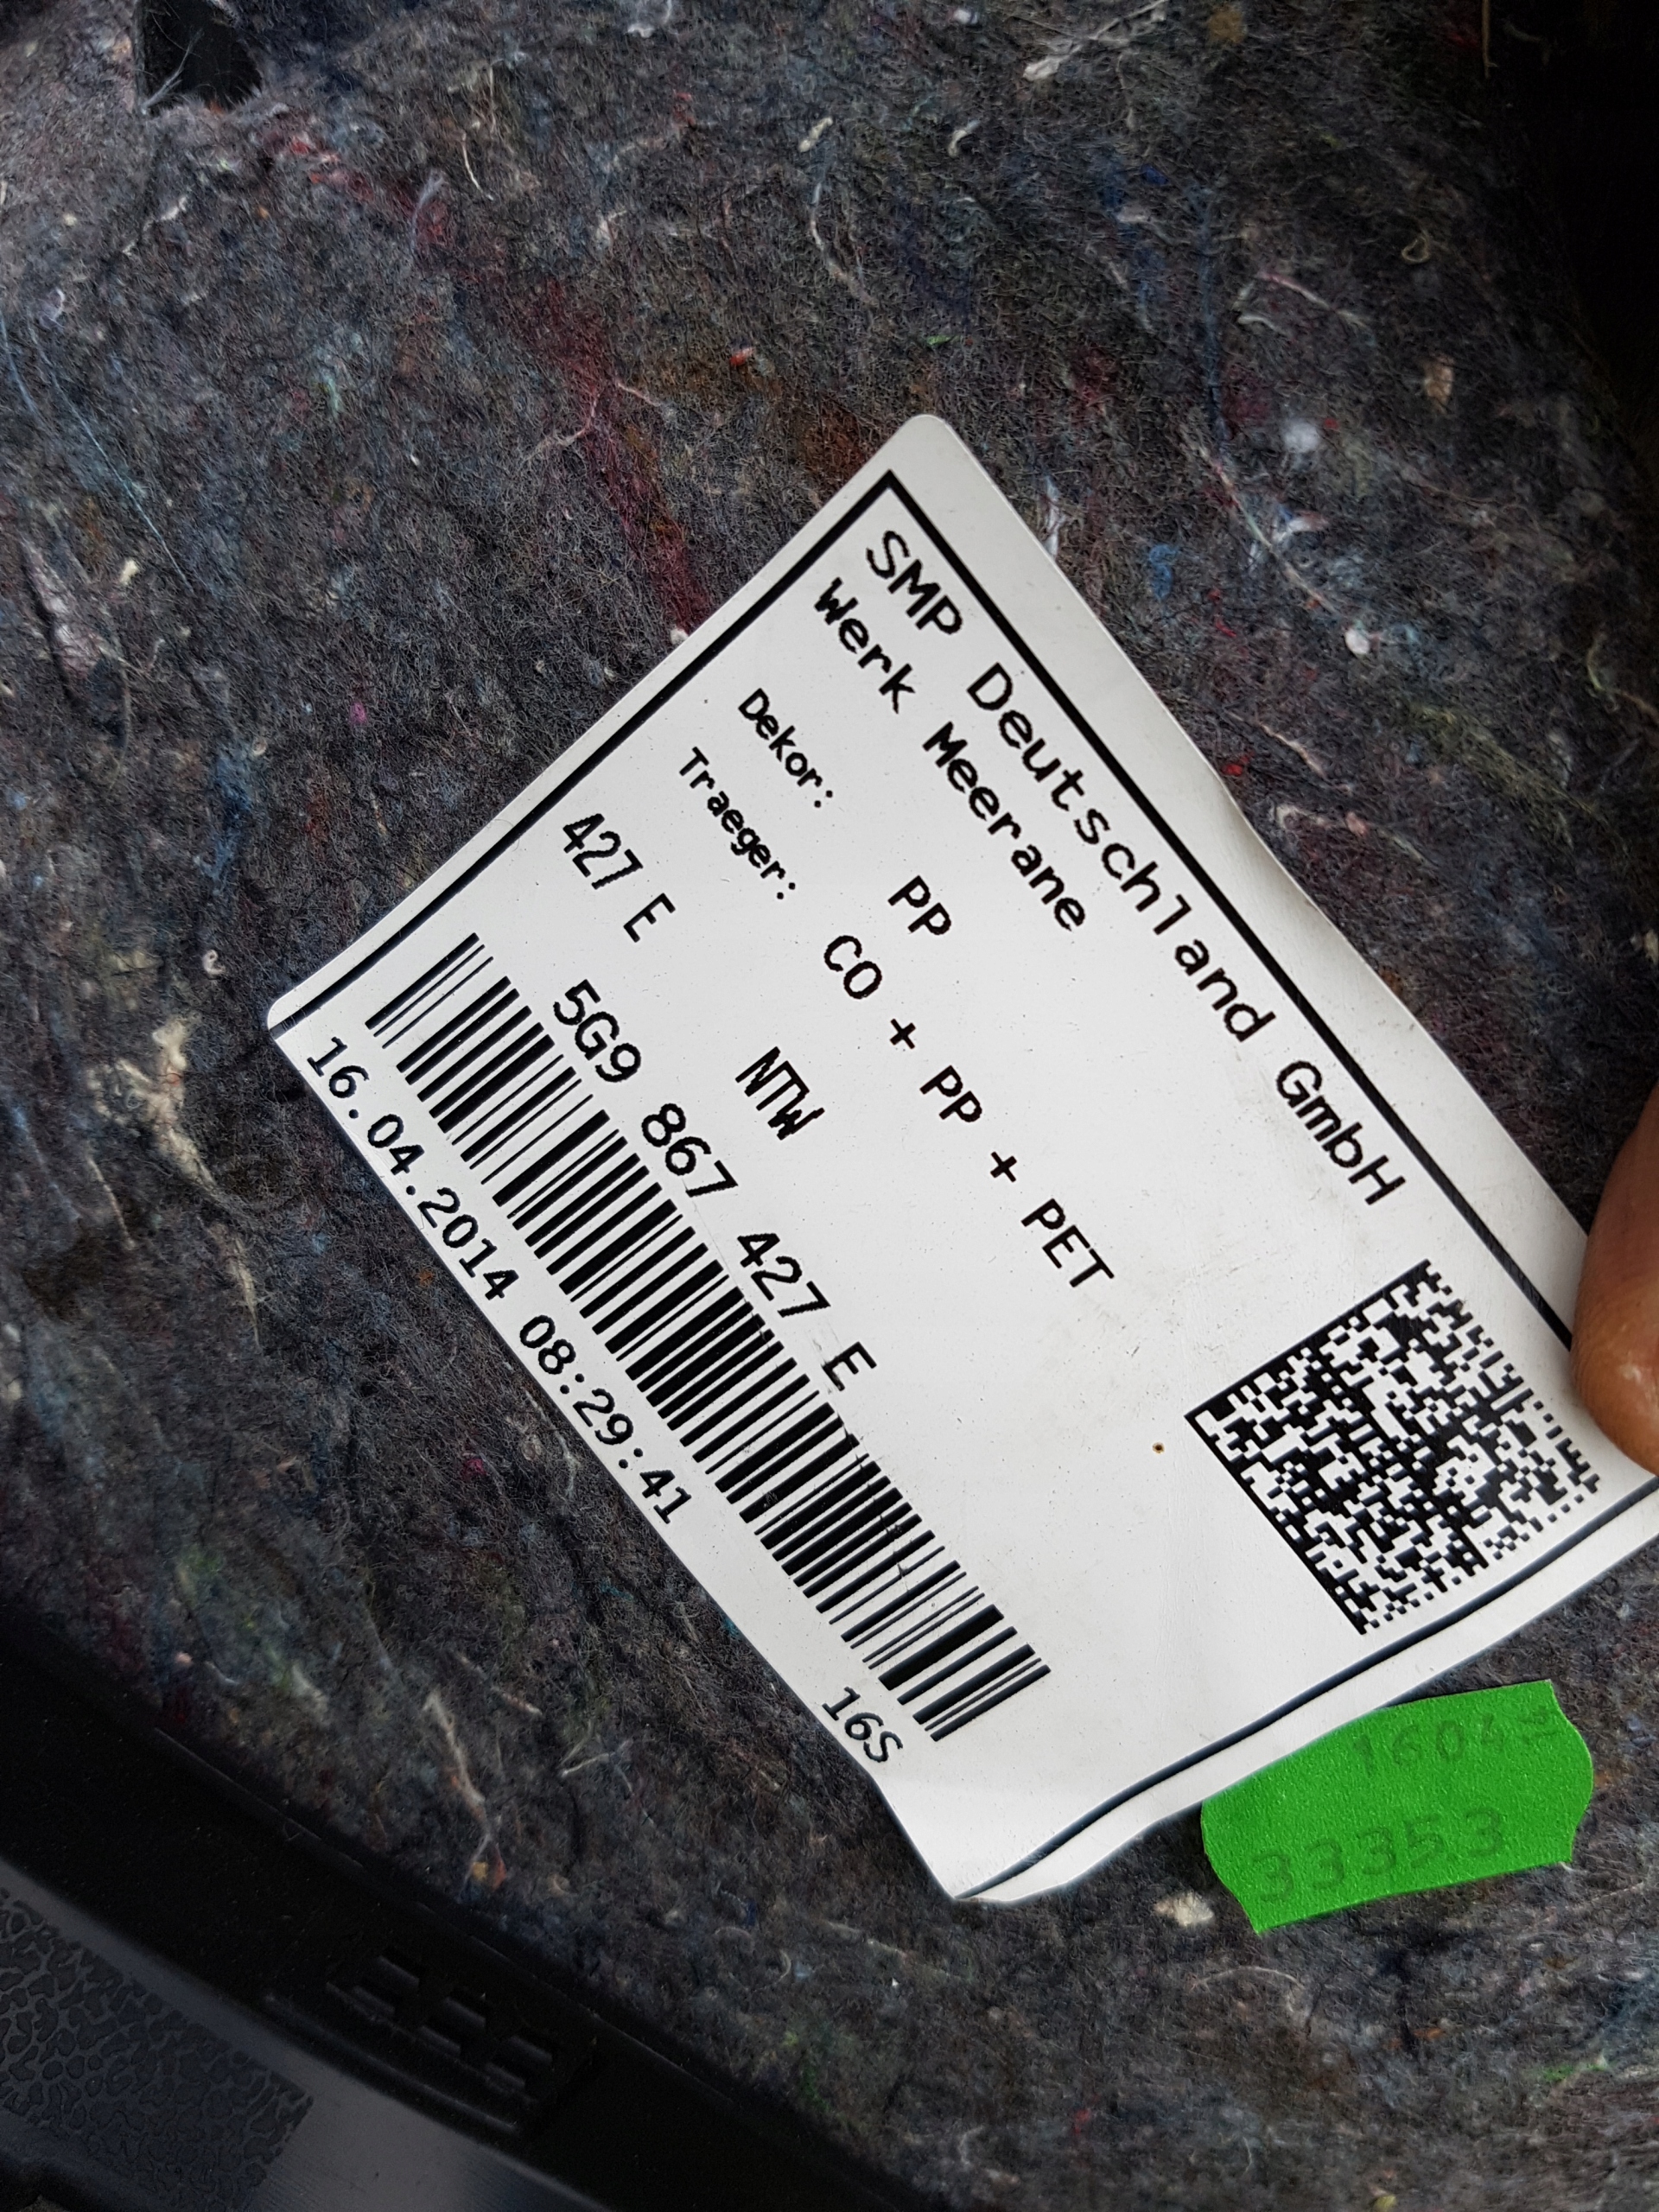 SMP Deutschland GmbH
Werk Meerane
Dekor: PP
Traeger: CO + PP + PET
427 E NTW
5G9 867 427 E
16.04.2014 08:29:41 16S
33353